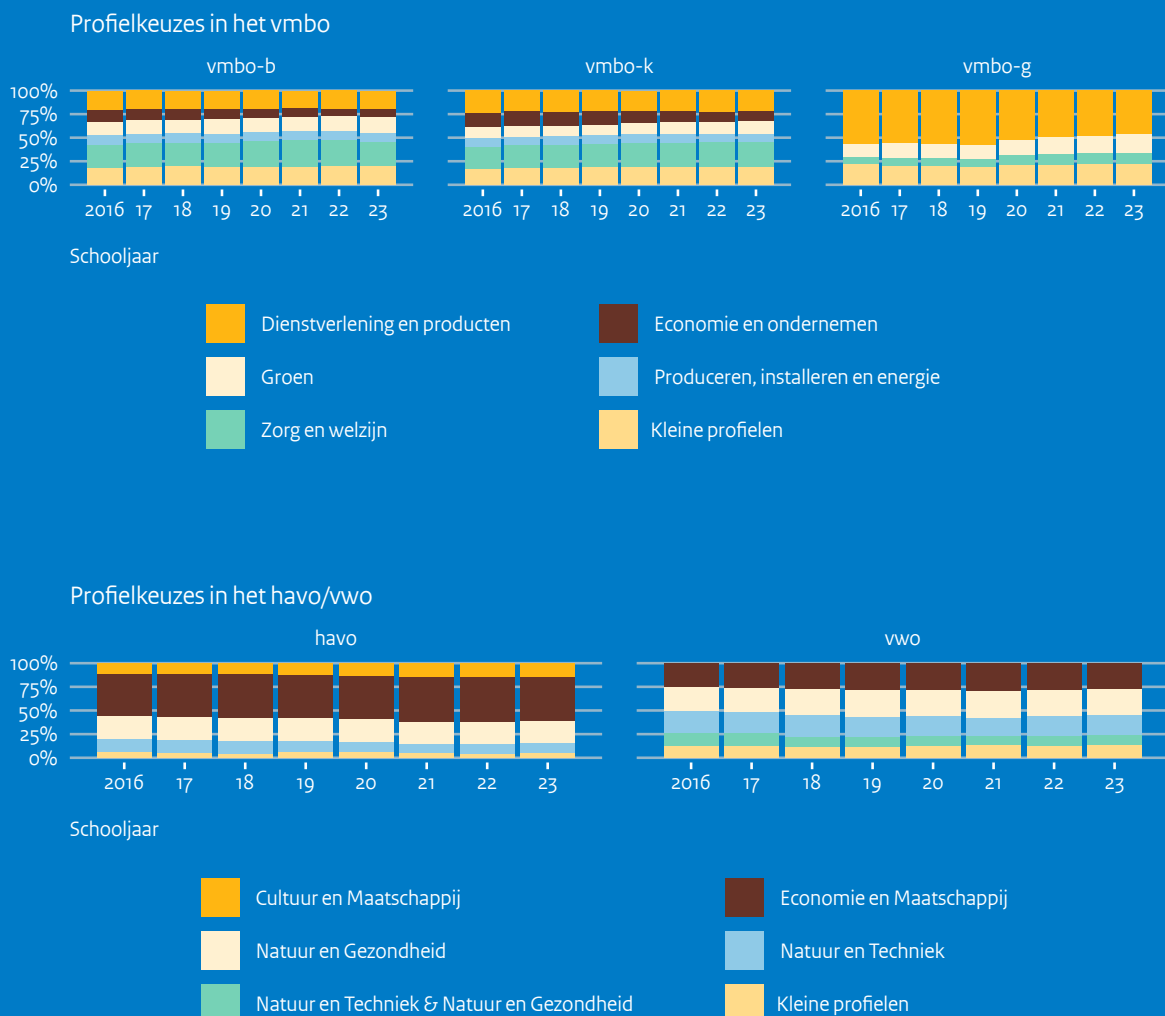 Profielkeuzes in het vmbo
vmbo-b vmbo-k vmbo-g
100%
75%
50%
25%
0%
2016 17 18 19 20 21 22 23 2016 17 18 19 20 21 22 23 2016 17 18 19 20 21 22 23
Schooljaar
Dienstverlening en producten Economie en ondernemen
Groen Produceren, installeren en energie
Zorg en welzijn Kleine profielen
Profielkeuzes in het havo/vwo
havo vwo
100%
75%
50%
25%
0%
2016 17 18 19 20 21 22 23 2016 17 18 19 20 21 22 23
Schooljaar
Cultuur en Maatschappij Economie en Maatschappij
Natuur en Gezondheid Natuur en Techniek
Natuur en Techniek & Natuur en Gezondheid Kleine profielen